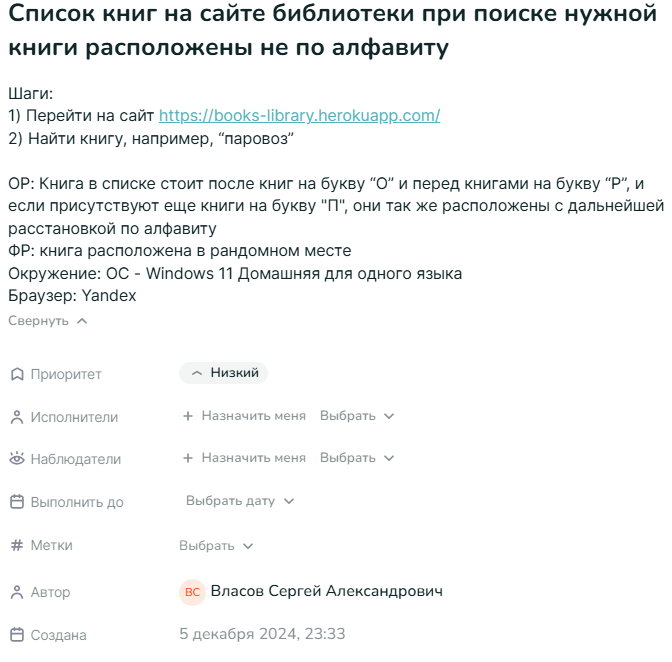 Список книг на сайте библиотеки при поиске нужной
книги расположены не по алфавиту
Шаги:
1) Перейти на сайт https://books-library.herokuapp.com/
2) Найти книгу, например, “паровоз”
ОР: Книга в списке стоит после книг на букву “О” и перед книгами на букву “Р”, и
если присутствуют еще книги на букву "П", они так же расположены с дальнейшей
расстановкой по алфавиту
ФР: книга расположена в рандомном месте
Окружение: ОС - Windows 11 Домашняя для одного языка
Браузер: Yandex
Свернуть
Приоритет Низкий
Исполнители + Назначить меня Выбрать
Наблюдатели + Назначить меня Выбрать
Выполнить до Выбрать дату
# Метки Выбрать
Автор ВС Власов Сергей Александрович
Создана 5 декабря 2024, 23:33